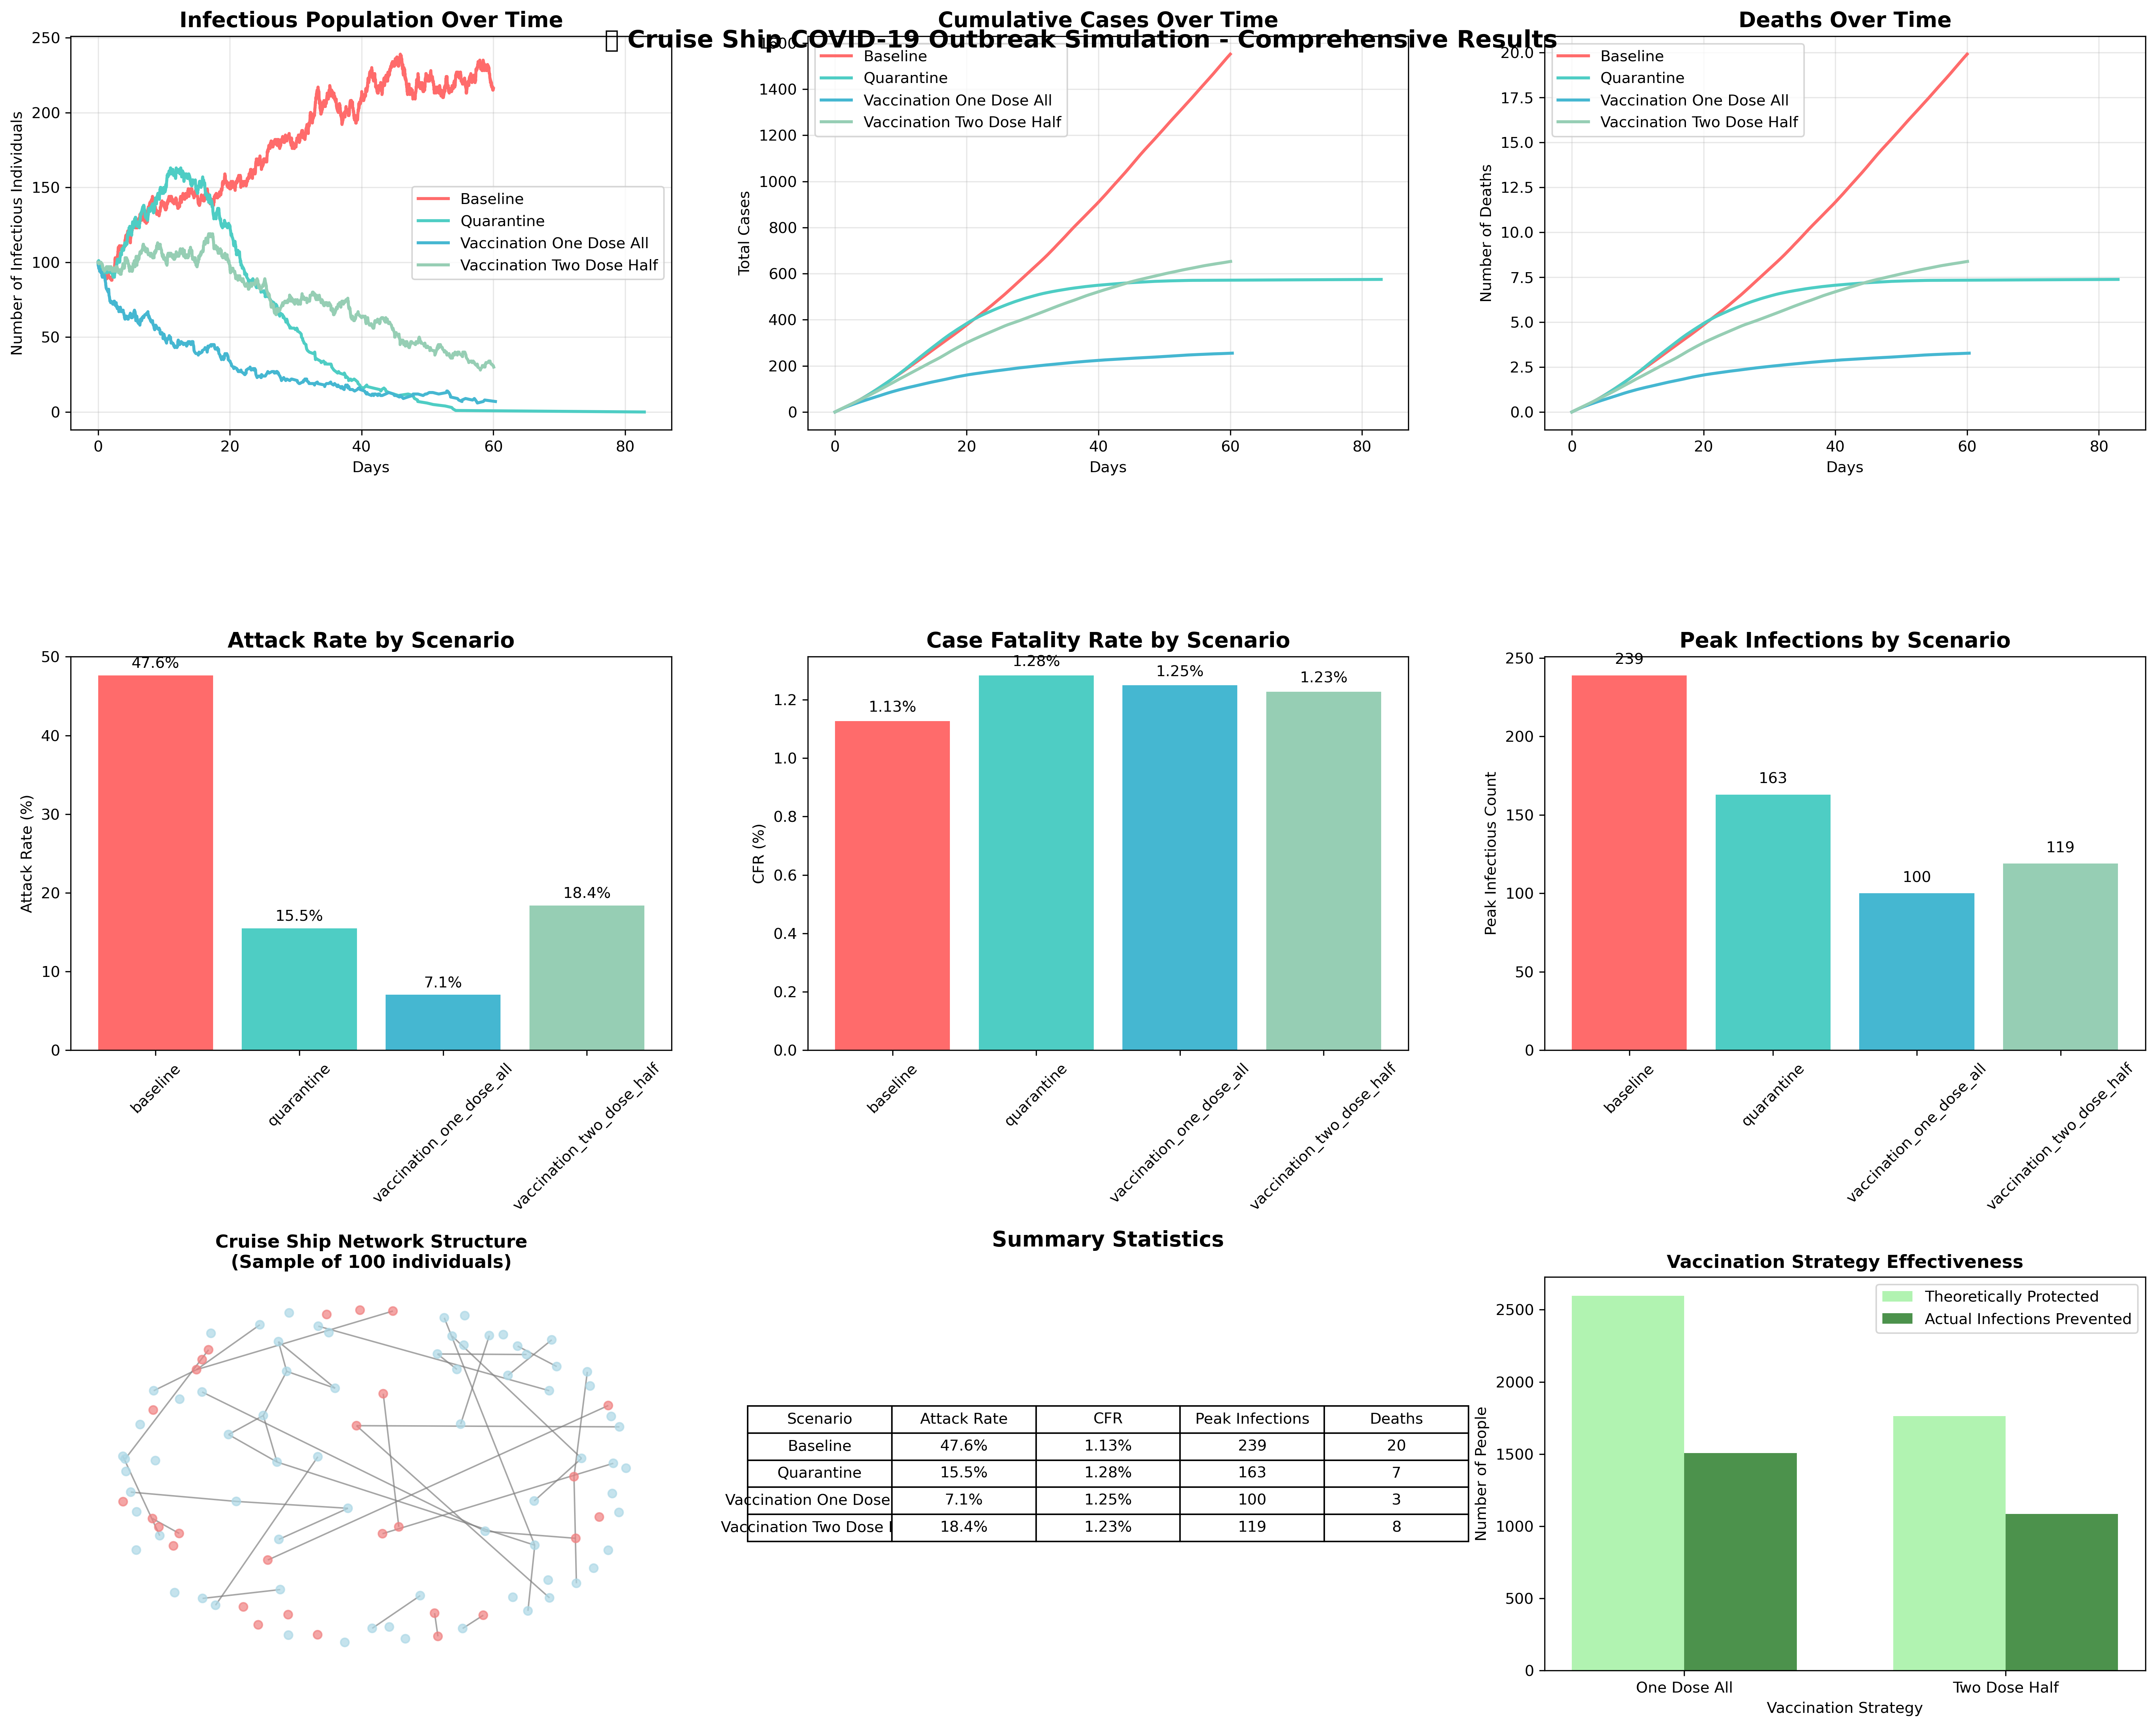 Infectious Population Over Time
Cumulative Cases Over Time
Deaths Over Time
Cruise Ship COVID-19 Outbreak Simulation - Comprehensive Results
Number of Infectious Individuals
250
200
150
100
50
0
Baseline
Quarantine
Vaccination One Dose All
Vaccination Two Dose Half
0 20 40 60 80
Days
Total Cases
1600
1400
1200
1000
800
600
400
200
0
Baseline
Quarantine
Vaccination One Dose All
Vaccination Two Dose Half
0 20 40 60 80
Days
Number of Deaths
20.0
17.5
15.0
12.5
10.0
7.5
5.0
2.5
0.0
Baseline
Quarantine
Vaccination One Dose All
Vaccination Two Dose Half
0 20 40 60 80
Days
Attack Rate by Scenario
Attack Rate (%)
50
40
30
20
10
0
47.6%
15.5%
7.1%
18.4%
baseline
quarantine
vaccination_one_dose_all
vaccination_two_dose_half
Case Fatality Rate by Scenario
CFR (%)
1.2
1.0
0.8
0.6
0.4
0.2
0.0
1.13%
1.28%
1.25%
1.23%
baseline
quarantine
vaccination_one_dose_all
vaccination_two_dose_half
Peak Infections by Scenario
Peak Infectious Count
250
200
150
100
50
0
239
163
100
119
baseline
quarantine
vaccination_one_dose_all
vaccination_two_dose_half
Cruise Ship Network Structure
(Sample of 100 individuals)
Summary Statistics
Scenario Attack Rate CFR Peak Infections Deaths
Baseline 47.6% 1.13% 239 20
Quarantine 15.5% 1.28% 163 7
Vaccination One Dose 7.1% 1.25% 100 3
Vaccination Two Dose 18.4% 1.23% 119 8
Vaccination Strategy Effectiveness
Number of People
2500
2000
1500
1000
500
0
Theoretically Protected
Actual Infections Prevented
One Dose All Two Dose Half
Vaccination Strategy